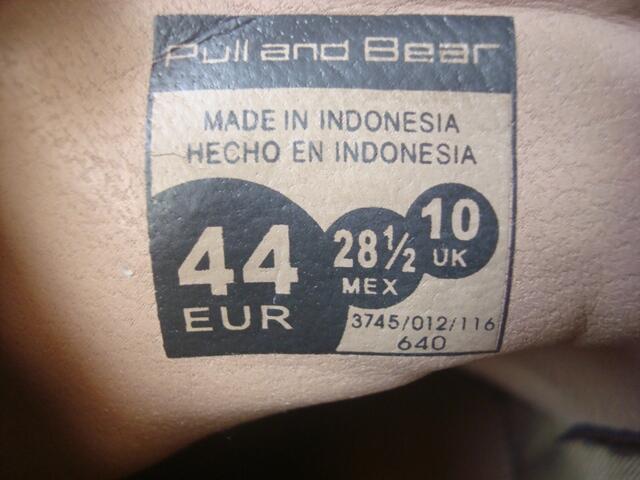 Pull and Bear
MADE IN INDONESIA
HECHO EN INDONESIA
44
EUR
28½
MEX
10
UK
3745/012/116
640